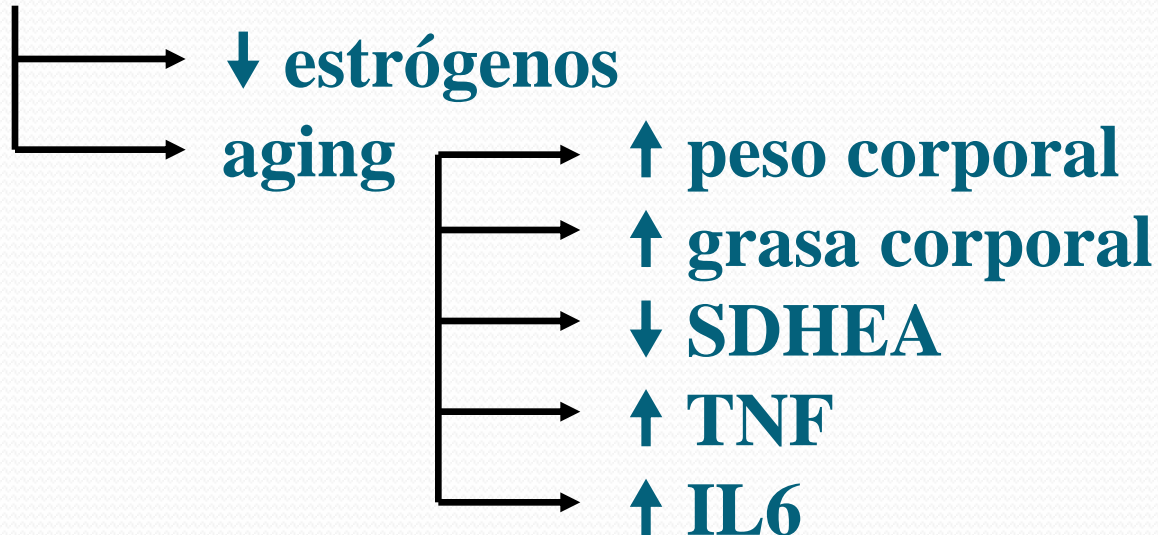 ↓ estrógenos
aging
↑ peso corporal
↑ grasa corporal
↓ SDHEA
↑ TNF
↑ IL6